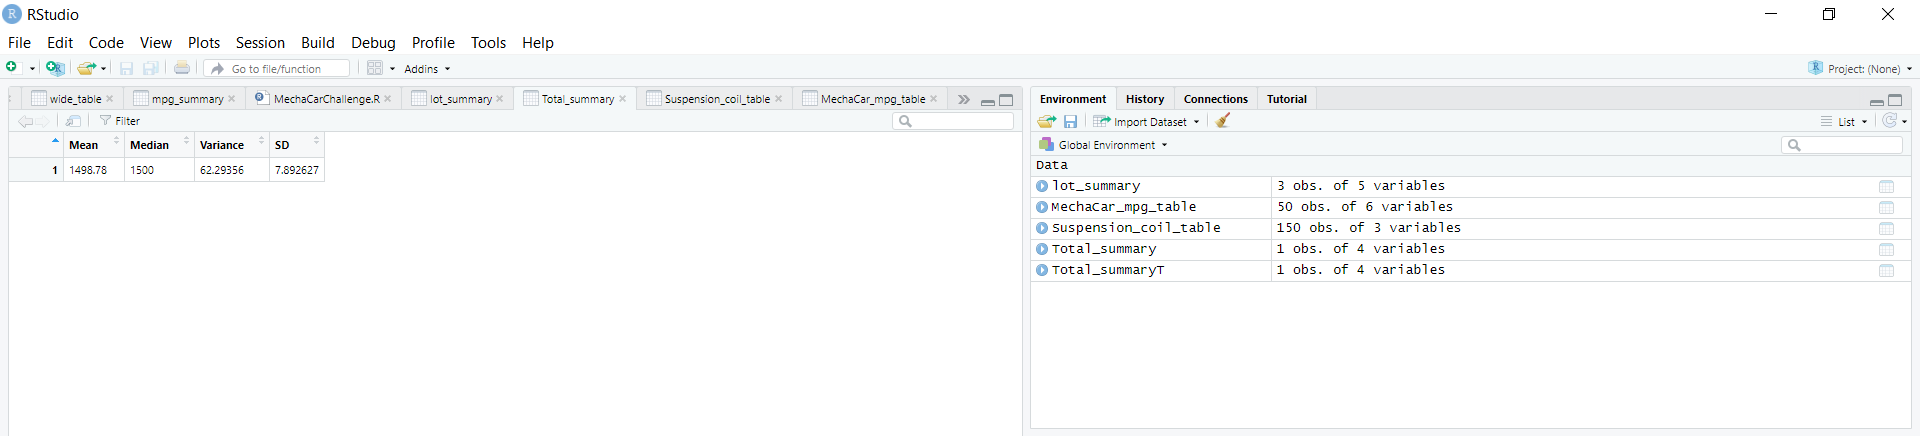 RStudio
File Edit Code View Plots Session Build Debug Profile Tools Help
Go to file/function Addins Project: (None)
wide_table mpg_summary MechaCarChallenge.R lot_summary Total_summary Suspension_coil_table MechaCar_mpg_table
Filter
Mean Median Variance SD
1 1498.78 1500 62.29356 7.892627
Environment History Connections Tutorial
Import Dataset List
Global Environment
Data
lot_summary 3 obs. of 5 variables
MechaCar_mpg_table 50 obs. of 6 variables
Suspension_coil_table 150 obs. of 3 variables
Total_summary 1 obs. of 4 variables
Total_summaryT 1 obs. of 4 variables